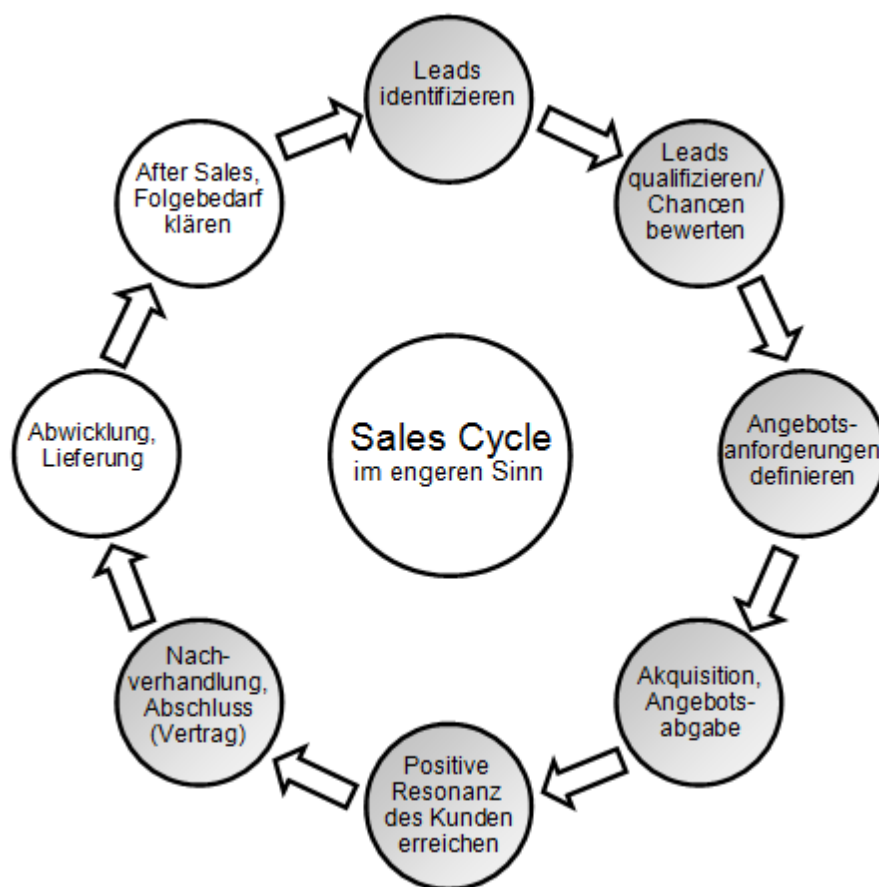 Leads
identifizieren
Leads
qualifizieren/
Chancen
bewerten
Angebots-
anforderungen
definieren
Akquisition,
Angebots-
abgabe
Positive
Resonanz
des Kunden
erreichen
Nach-
verhandlung,
Abschluss
(Vertrag)
Abwicklung,
Lieferung
After Sales,
Folgebedarf
klären
Sales Cycle
im engeren Sinn